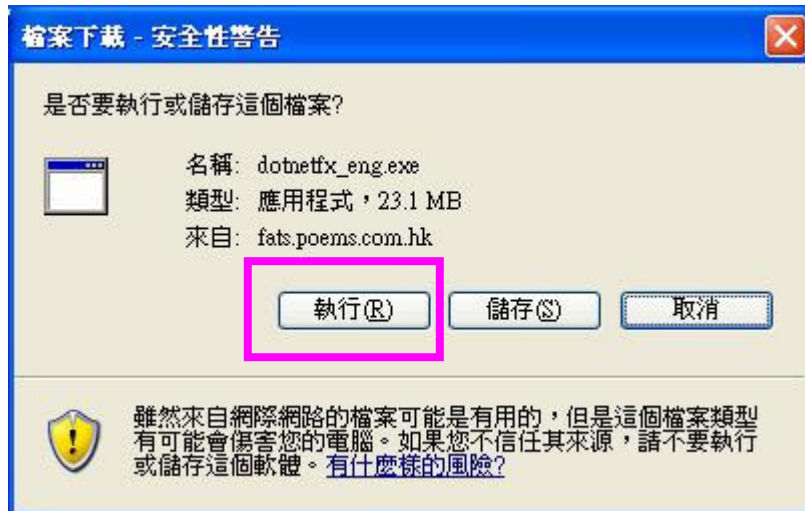 檔案下載 - 安全性警告
是否要執行或儲存這個檔案?
名稱: dotnetfx_eng.exe
類型: 應用程式，23.1 MB
來自: fats.poems.com.hk
執行(R) 儲存(S) 取消
雖然來自網際網路的檔案可能是有用的，但是這個檔案類型
有可能會傷害您的電腦。如果您不信任其來源，請不要執行
或儲存這個軟體。有什麼樣的風險?